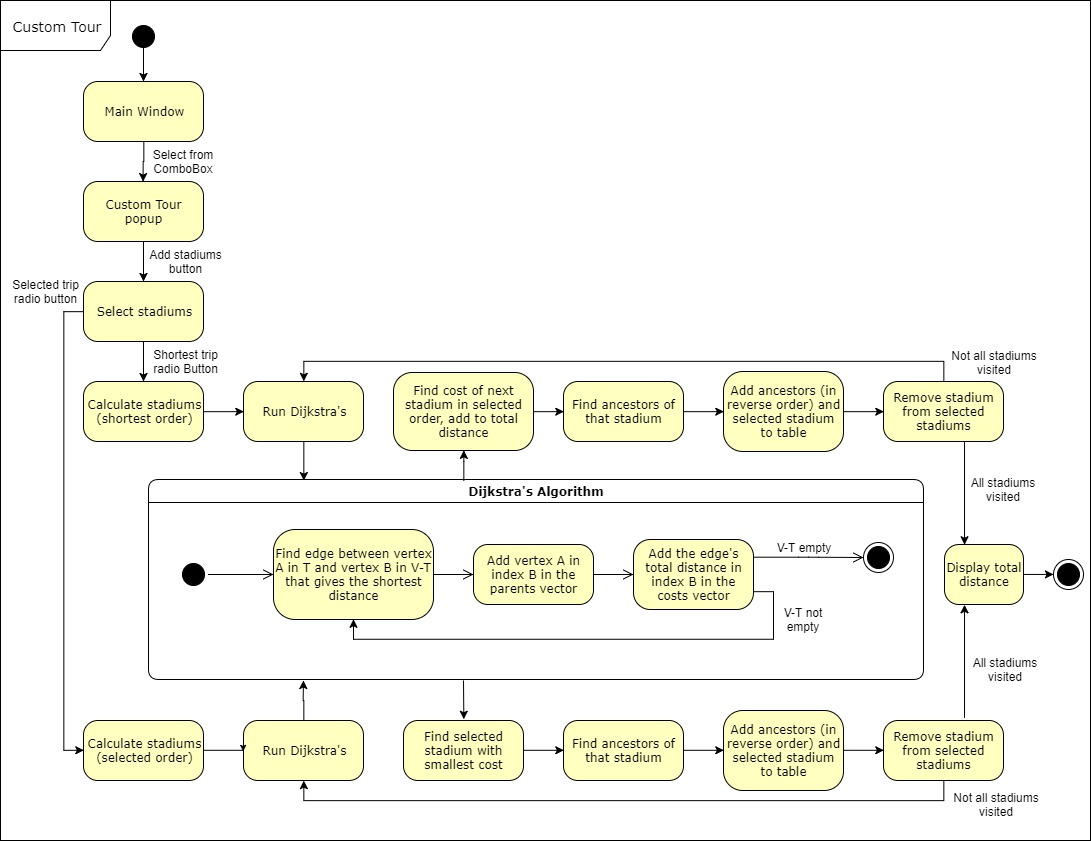 Custom Tour
Main Window
Select from
ComboBox
Custom Tour
popup
Add stadiums
button
Selected trip
radio button
Select stadiums
Shortest trip
radio Button
Not all stadiums
visited
Calculate stadiums
(shortest order)
Run Dijkstra's
Find cost of next
stadium in selected
order, add to total
distance
Find ancestors of
that stadium
Add ancestors (in
reverse order) and
selected stadium
to table
Remove stadium
from selected
stadiums
All stadiums
visited
Dijkstra's Algorithm
Find edge between vertex
A in T and vertex B in V-T
that gives the shortest
distance
Add vertex A in
index B in the
parents vector
Add the edge's
total distance in
index B in the
costs vector
V-T empty
V-T not
empty
Display total
distance
All stadiums
visited
Calculate stadiums
(selected order)
Run Dijkstra's
Find selected
stadium with
smallest cost
Find ancestors of
that stadium
Add ancestors (in
reverse order) and
selected stadium
to table
Remove stadium
from selected
stadiums
Not all stadiums
visited